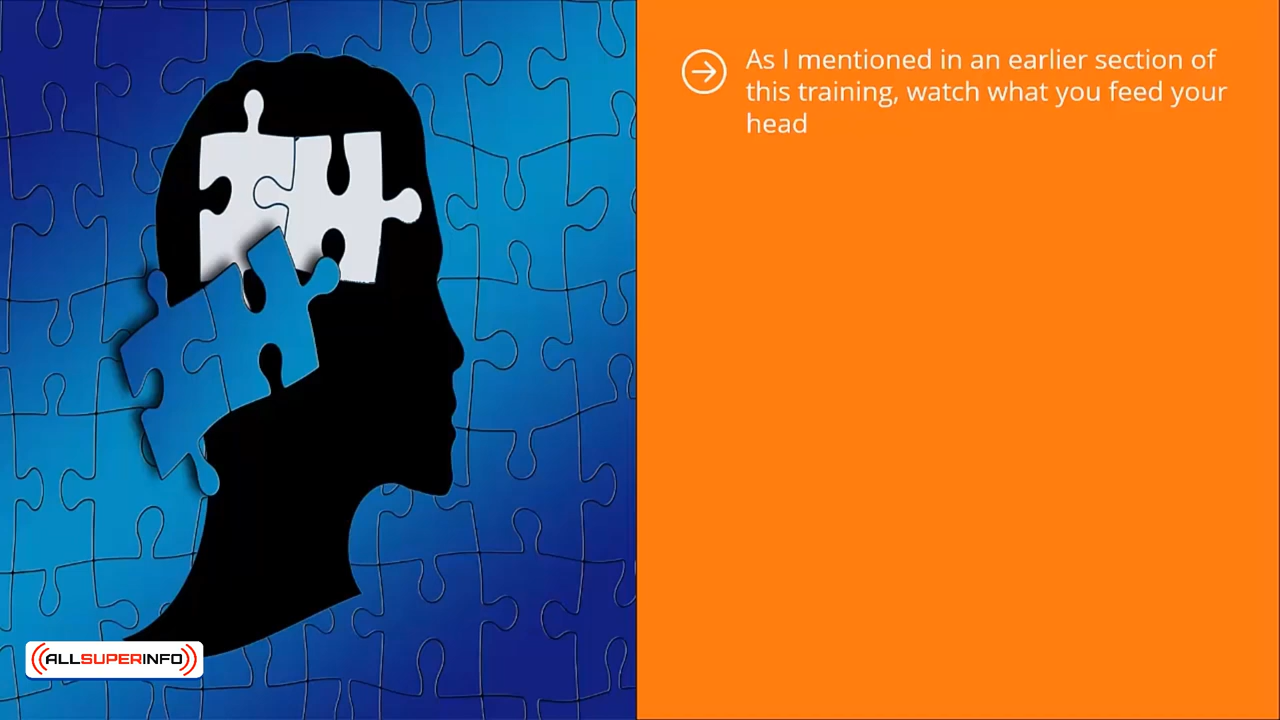 As I mentioned in an earlier section of
this training, watch what you feed your
head
ALLSUPERINFO